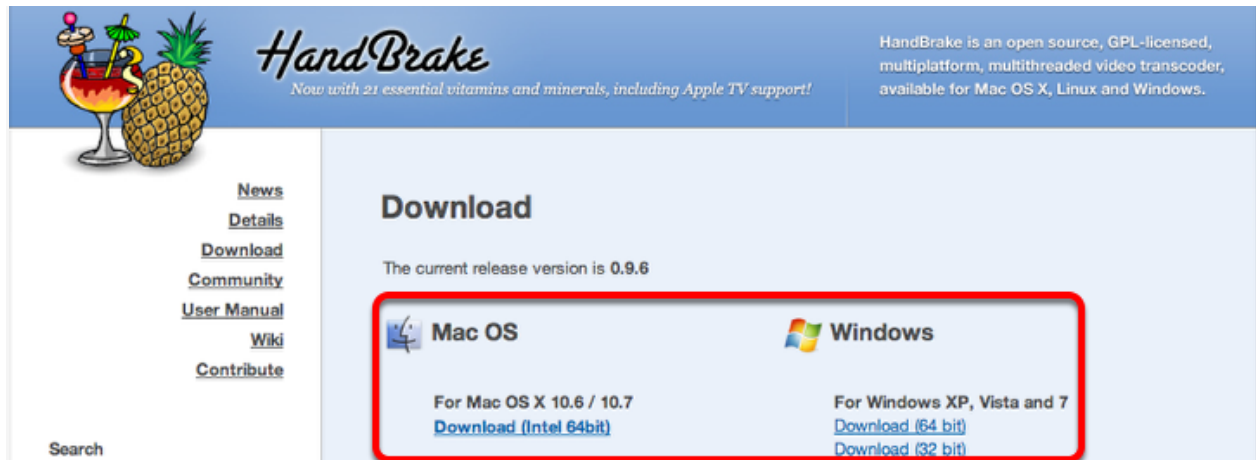 HandBrake
Now with 21 essential vitamins and minerals, including Apple TV support!
HandBrake is an open source, GPL-licensed,
multiplatform, multithreaded video transcoder,
available for Mac OS X, Linux and Windows.
News
Details
Download
Community
User Manual
Wiki
Contribute
Search
Download
The current release version is 0.9.6
Mac OS
For Mac OS X 10.6 / 10.7
Download (Intel 64bit)
Windows
For Windows XP, Vista and 7
Download (64 bit)
Download (32 bit)